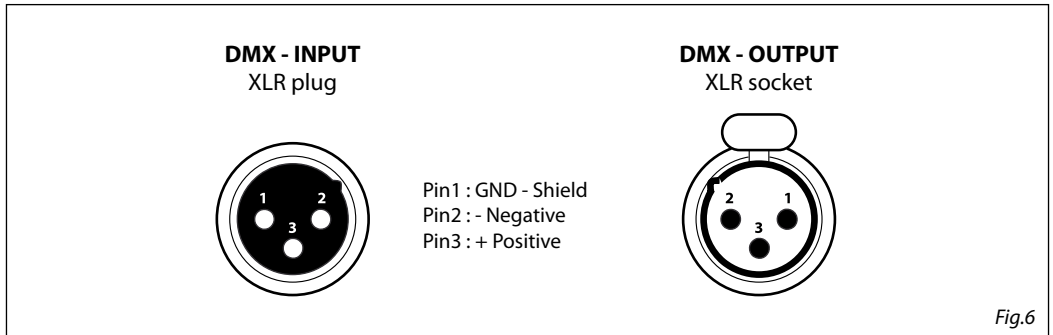 DMX - INPUT
XLR plug
1 2
3
Pin1 : GND - Shield
Pin2 : - Negative
Pin3 : + Positive
DMX - OUTPUT
XLR socket
2 1
3
Fig.6